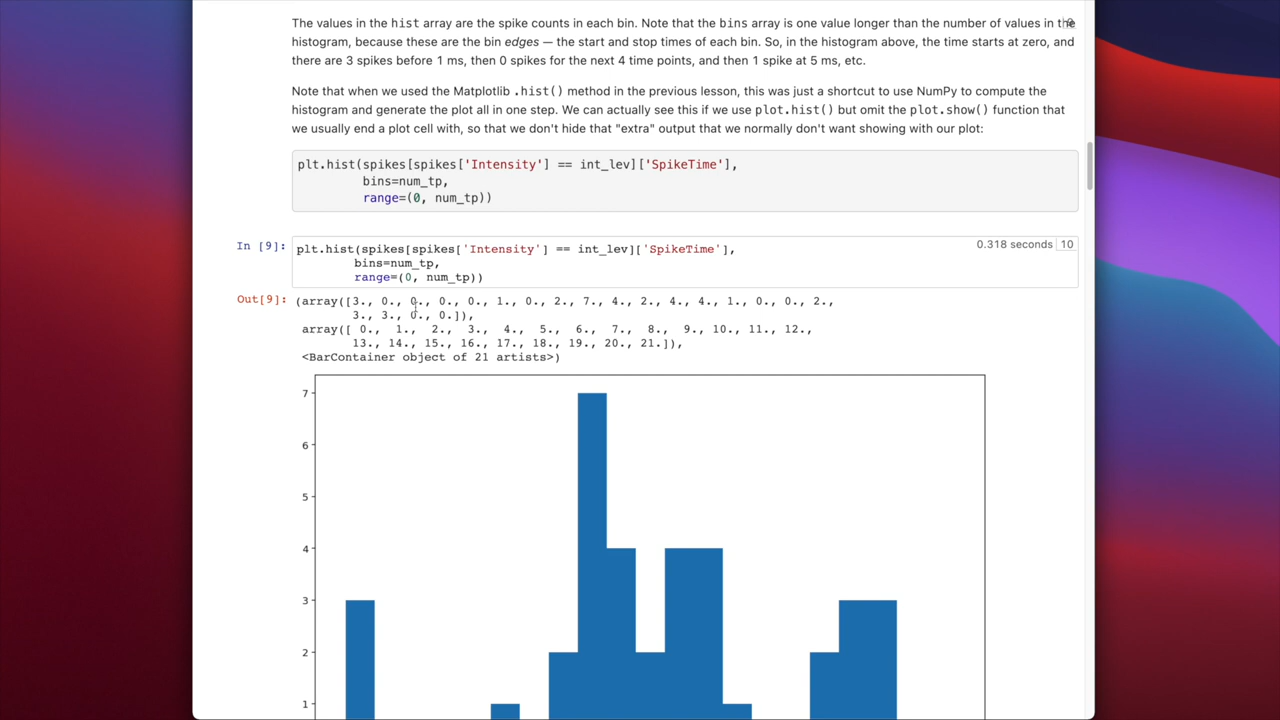 The values in the hist array are the spike counts in each bin. Note that the bins array is one value longer than the number of values in the
histogram, because these are the bin edges — the start and stop times of each bin. So, in the histogram above, the time starts at zero, and
there are 3 spikes before 1 ms, then 0 spikes for the next 4 time points, and then 1 spike at 5 ms, etc.
Note that when we used the Matplotlib .hist() method in the previous lesson, this was just a shortcut to use NumPy to compute the
histogram and generate the plot all in one step. We can actually see this if we use plot.hist() but omit the plot.show() function that
we usually end a plot cell with, so that we don't hide that "extra" output that we normally don't want showing with our plot:
plt.hist(spikes[spikes['Intensity'] == int_lev]['SpikeTime'],
bins=num_tp,
range=(0, num_tp))
In [9]:
plt.hist(spikes[spikes['Intensity'] == int_lev]['SpikeTime'],
bins=num_tp,
range=(0, num_tp))
0.318 seconds 10
Out[9]:
(array([3., 0., 0., 0., 0., 1., 0., 2., 7., 4., 2., 4., 4., 1., 0., 0., 2.,
3., 3., 0., 0.]),
array([ 0., 1., 2., 3., 4., 5., 6., 7., 8., 9., 10., 11., 12.,
13., 14., 15., 16., 17., 18., 19., 20., 21.]),
<BarContainer object of 21 artists>)
7
6
5
4
3
2
1